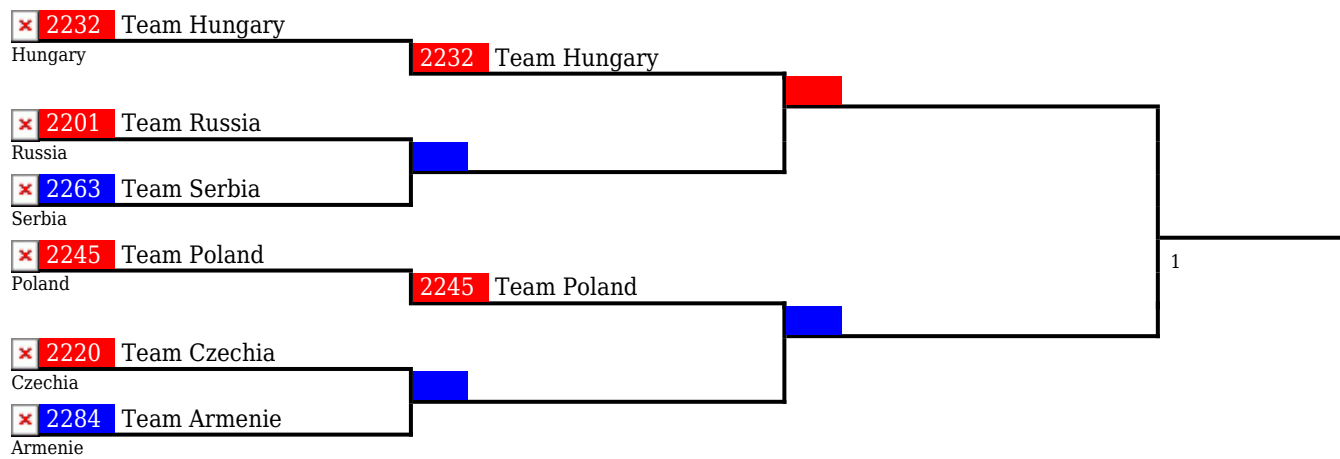 2232 Team Hungary
Hungary
2232 Team Hungary
2201 Team Russia
Russia
2263 Team Serbia
Serbia
2245 Team Poland
Poland
2245 Team Poland
1
2220 Team Czechia
Czechia
2284 Team Armenie
Armenie